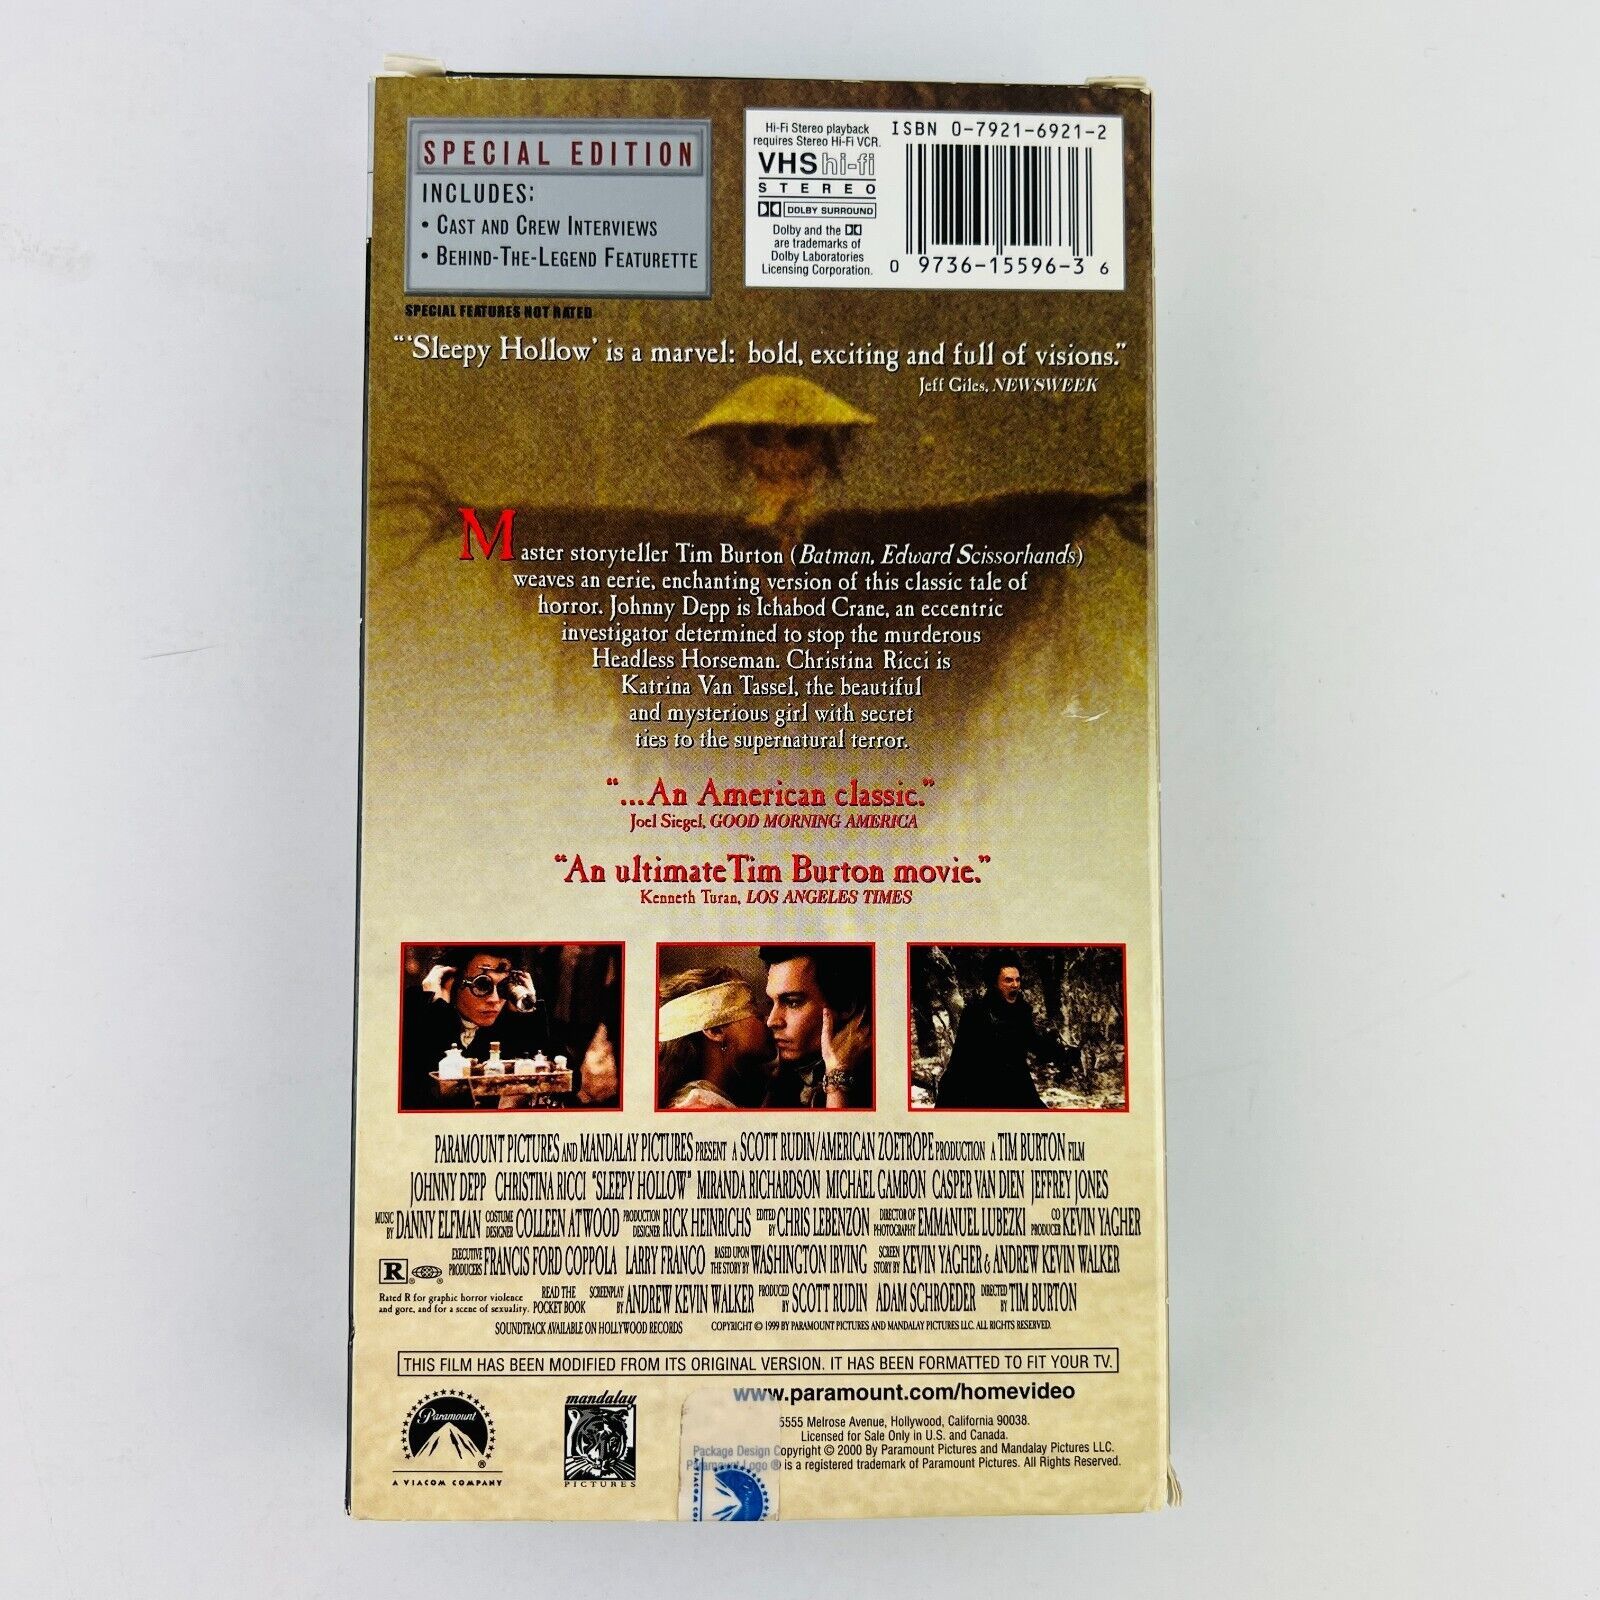 SPECIAL EDITION
INCLUDES:
• CAST AND CREW INTERVIEWS
• BEHIND-THE-LEGEND FEATURETTE
SPECIAL FEATURES NOT RATED
Hi-Fi Stereo playback
requires Stereo Hi-Fi VCR.
VHS hi-fi
STEREO
DOLBY SURROUND
Dolby and the
are trademarks of
Dolby Laboratories
Licensing Corporation.
ISBN 0-7921-6921-2
0 9736-15596-3 6
"'Sleepy Hollow' is a marvel: bold, exciting and full of visions."
Jeff Giles, NEWSWEEK
Master storyteller Tim Burton (Batman, Edward Scissorhands)
weaves an eerie, enchanting version of this classic tale of
horror. Johnny Depp is Ichabod Crane, an eccentric
investigator determined to stop the murderous
Headless Horseman. Christina Ricci is
Katrina Van Tassel, the beautiful
and mysterious girl with secret
ties to the supernatural terror.
"...An American classic."
Joel Siegel, GOOD MORNING AMERICA
"An ultimate Tim Burton movie."
Kenneth Turan, LOS ANGELES TIMES
PARAMOUNT PICTURES AND MANDALAY PICTURES PRESENT A SCOTT RUDIN/AMERICAN ZOETROPE PRODUCTION A TIM BURTON FILM
JOHNNY DEPP CHRISTINA RICCI "SLEEPY HOLLOW" MIRANDA RICHARDSON MICHAEL GAMBON CASPER VAN DIEN JEFFREY JONES
MUSIC BY DANNY ELFMAN COSTUME DESIGNER COLLEEN ATWOOD PRODUCTION DESIGNER RICK HEINRICHS EDITED BY CHRIS LEBENZON DIRECTOR OF PHOTOGRAPHY EMMANUEL LUBEZKI CO PRODUCER KEVIN YAGHER
EXECUTIVE PRODUCERS FRANCIS FORD COPPOLA LARRY FRANCO BASED UPON THE STORY BY WASHINGTON IRVING SCREEN STORY BY KEVIN YAGHER & ANDREW KEVIN WALKER
R ®
Rated R for graphic horror violence
and gore, and for a scene of sexuality.
READ THE POCKET BOOK SCREENPLAY BY ANDREW KEVIN WALKER PRODUCED BY SCOTT RUDIN ADAM SCHROEDER DIRECTED BY TIM BURTON
SOUNDTRACK AVAILABLE ON HOLLYWOOD RECORDS COPYRIGHT © 1999 BY PARAMOUNT PICTURES AND MANDALAY PICTURES LLC. ALL RIGHTS RESERVED.
THIS FILM HAS BEEN MODIFIED FROM ITS ORIGINAL VERSION. IT HAS BEEN FORMATTED TO FIT YOUR TV.
www.paramount.com/homevideo
5555 Melrose Avenue, Hollywood, California 90038.
Licensed for Sale Only in U.S. and Canada.
Package Design Copyright © 2000 By Paramount Pictures and Mandalay Pictures LLC.
Paramount Logo ® is a registered trademark of Paramount Pictures. All Rights Reserved.
Paramount ®
A VIACOM COMPANY
mandalay
PICTURES
Paramount